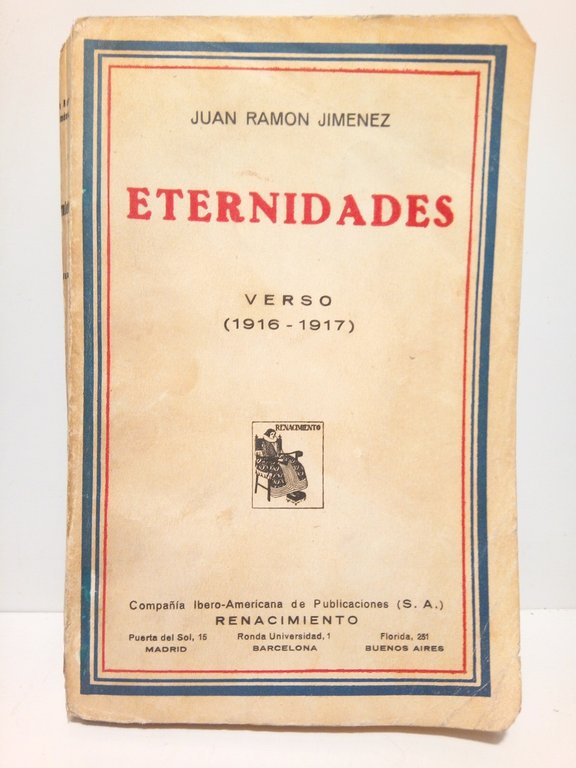 JUAN RAMON JIMENEZ
ETERNIDADES
VERSO
(1916 - 1917)
RENACIMIENTO
Compañía Ibero-Americana de Publicaciones (S. A.)
RENACIMIENTO
Puerta del Sol, 15 Ronda Universidad, 1 Florida, 251
MADRID BARCELONA BUENOS AIRES